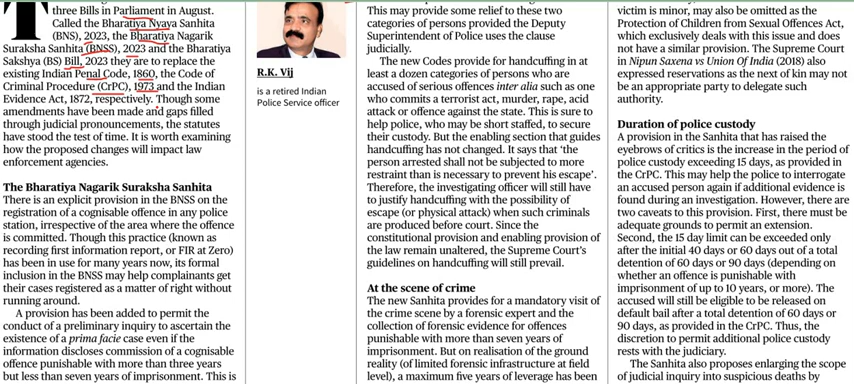 three Bills in Parliament in August.
Called the Bharatiya Nyaya Sanhita
(BNS), 2023, the Bharatiya Nagarik
Suraksha Sanhita (BNSS), 2023 and the Bharatiya
Sakshya (BS) Bill, 2023 they are to replace the
existing Indian Penal Code, 1860, the Code of
Criminal Procedure (CrPC), 1973 and the Indian
Evidence Act, 1872, respectively. Though some
amendments have been made and gaps filled
through judicial pronouncements, the statutes
have stood the test of time. It is worth examining
how the proposed changes will impact law
enforcement agencies.
The Bharatiya Nagarik Suraksha Sanhita
There is an explicit provision in the BNSS on the
registration of a cognisable offence in any police
station, irrespective of the area where the offence
is committed. Though this practice (known as
recording first information report, or FIR at Zero)
has been in use for many years now, its formal
inclusion in the BNSS may help complainants get
their cases registered as a matter of right without
running around.
A provision has been added to permit the
conduct of a preliminary inquiry to ascertain the
existence of a prima facie case even if the
information discloses commission of a cognisable
offence punishable with more than three years
but less than seven years of imprisonment. This is
R.K. Vij
is a retired Indian
Police Service officer
This may provide some relief to these two
categories of persons provided the Deputy
Superintendent of Police uses the clause
judicially.
The new Codes provide for handcuffing in at
least a dozen categories of persons who are
accused of serious offences inter alia such as one
who commits a terrorist act, murder, rape, acid
attack or offence against the state. This is sure to
help police, who may be short staffed, to secure
their custody. But the enabling section that guides
handcuffing has not changed. It says that ‘the
person arrested shall not be subjected to more
restraint than is necessary to prevent his escape’.
Therefore, the investigating officer will still have
to justify handcuffing with the possibility of
escape (or physical attack) when such criminals
are produced before court. Since the
constitutional provision and enabling provision of
the law remain unaltered, the Supreme Court’s
guidelines on handcuffing will still prevail.
At the scene of crime
The new Sanhita provides for a mandatory visit of
the crime scene by a forensic expert and the
collection of forensic evidence for offences
punishable with more than seven years of
imprisonment. But on realisation of the ground
reality (of limited forensic infrastructure at field
level), a maximum five years of leverage has been
victim is minor, may also be omitted as the
Protection of Children from Sexual Offences Act,
which exclusively deals with this issue and does
not have a similar provision. The Supreme Court
in Nipun Saxena vs Union Of India (2018) also
expressed reservations as the next of kin may not
be an appropriate party to delegate such
authority.
Duration of police custody
A provision in the Sanhita that has raised the
eyebrows of critics is the increase in the period of
police custody exceeding 15 days, as provided in
the CrPC. This may help the police to interrogate
an accused person again if additional evidence is
found during an investigation. However, there are
two caveats to this provision. First, there must be
adequate grounds to permit an extension.
Second, the 15 day limit can be exceeded only
after the initial 40 days or 60 days out of a total
detention of 60 days or 90 days (depending on
whether an offence is punishable with
imprisonment of up to 10 years, or more). The
accused will still be eligible to be released on
default bail after a total detention of 60 days or
90 days, as provided in the CrPC. Thus, the
discretion to permit additional police custody
rests with the judiciary.
The Sanhita also proposes enlarging the scope
of judicial inquiry into suspicious deaths by